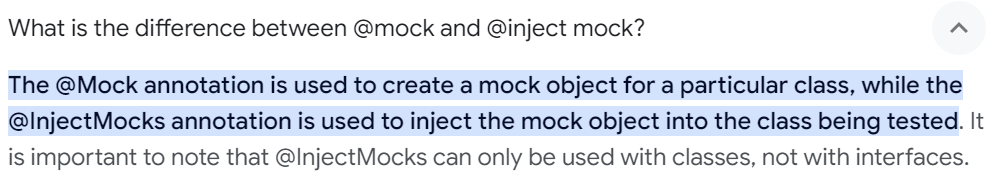 What is the difference between @mock and @inject mock?
The @Mock annotation is used to create a mock object for a particular class, while the
@InjectMocks annotation is used to inject the mock object into the class being tested. It
is important to note that @InjectMocks can only be used with classes, not with interfaces.